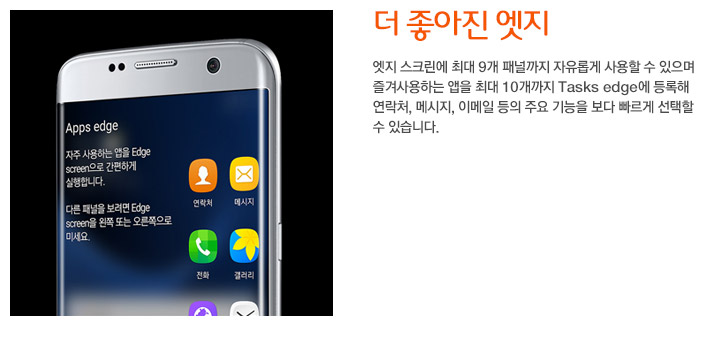 더 좋아진 엣지
엣지 스크린에 최대 9개 패널까지 자유롭게 사용할 수 있으며
즐겨사용하는 앱을 최대 10개까지 Tasks edge에 등록해
연락처, 메시지, 이메일 등의 주요 기능을 보다 빠르게 선택할
수 있습니다.
Apps edge
자주 사용하는 앱을 Edge
screen으로 간편하게
실행합니다.
다른 패널을 보려면 Edge
screen을 왼쪽 또는 오른쪽으로
미세요.
연락처 메시지
전화 갤러리